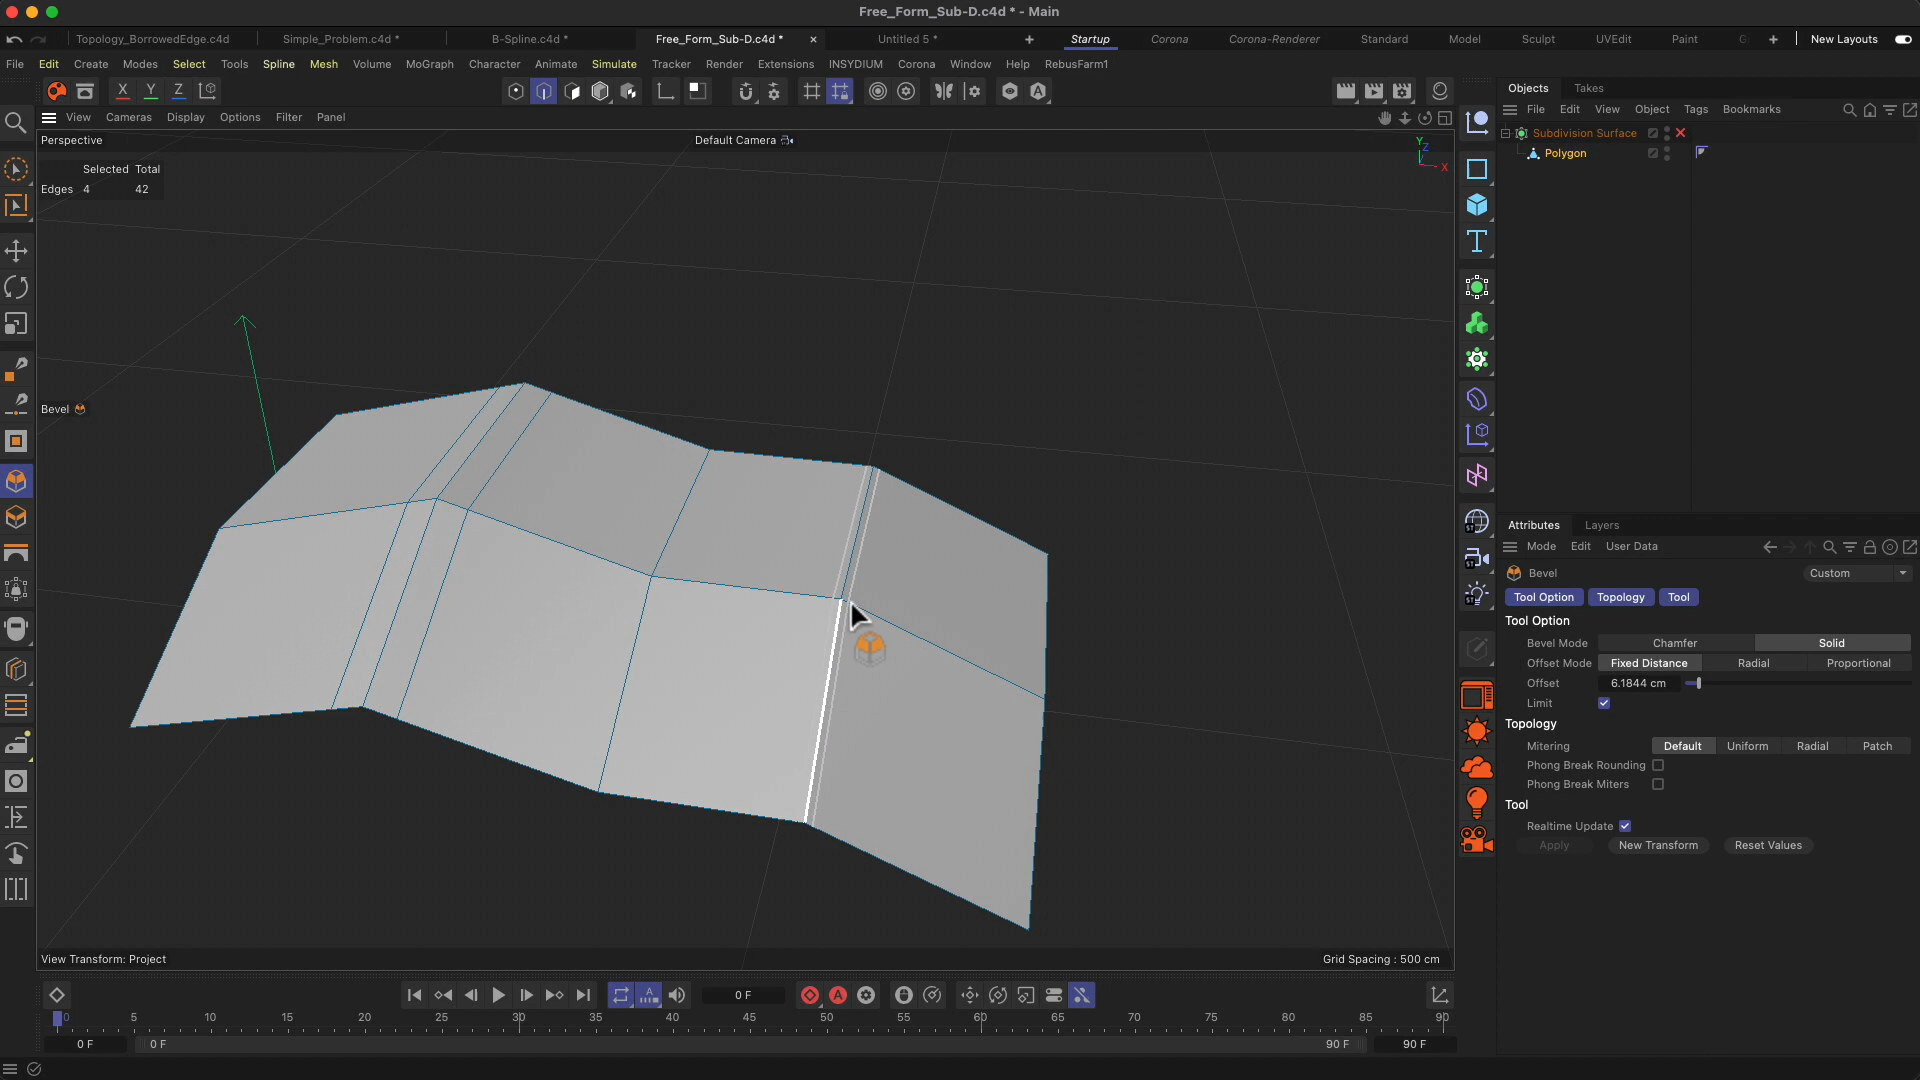 Free_Form_Sub-D.c4d * - Main
Topology_BorrowedEdge.c4d
Simple_Problem.c4d *
B-Spline.c4d *
Free_Form_Sub-D.c4d *
Untitled 5 *
Startup
Corona
Corona-Renderer
Standard
Model
Sculpt
UVEdit
Paint
New Layouts
File Edit Create Modes Select Tools Spline Mesh Volume MoGraph Character Animate Simulate Tracker Render Extensions INSYDIUM Corona Window Help RebusFarm1
X Y Z
View Cameras Display Options Filter Panel
Perspective
Default Camera
Y
Z
X
Selected Total
Edges 4 42
Bevel
View Transform: Project
Grid Spacing : 500 cm
Objects Takes
File Edit View Object Tags Bookmarks
Subdivision Surface
Polygon
ST
ST
ST
Attributes Layers
Mode Edit User Data
Bevel
Custom
Tool Option Topology Tool
Tool Option
Bevel Mode Chamfer Solid
Offset Mode Fixed Distance Radial Proportional
Offset 6.1844 cm
Limit
Topology
Mitering Default Uniform Radial Patch
Phong Break Rounding
Phong Break Miters
Tool
Realtime Update
Apply New Transform Reset Values
0 F
0 5 10 15 20 25 30 35 40 45 50 55 60 65 70 75 80 85 90
0 F 0 F 90 F 90 F